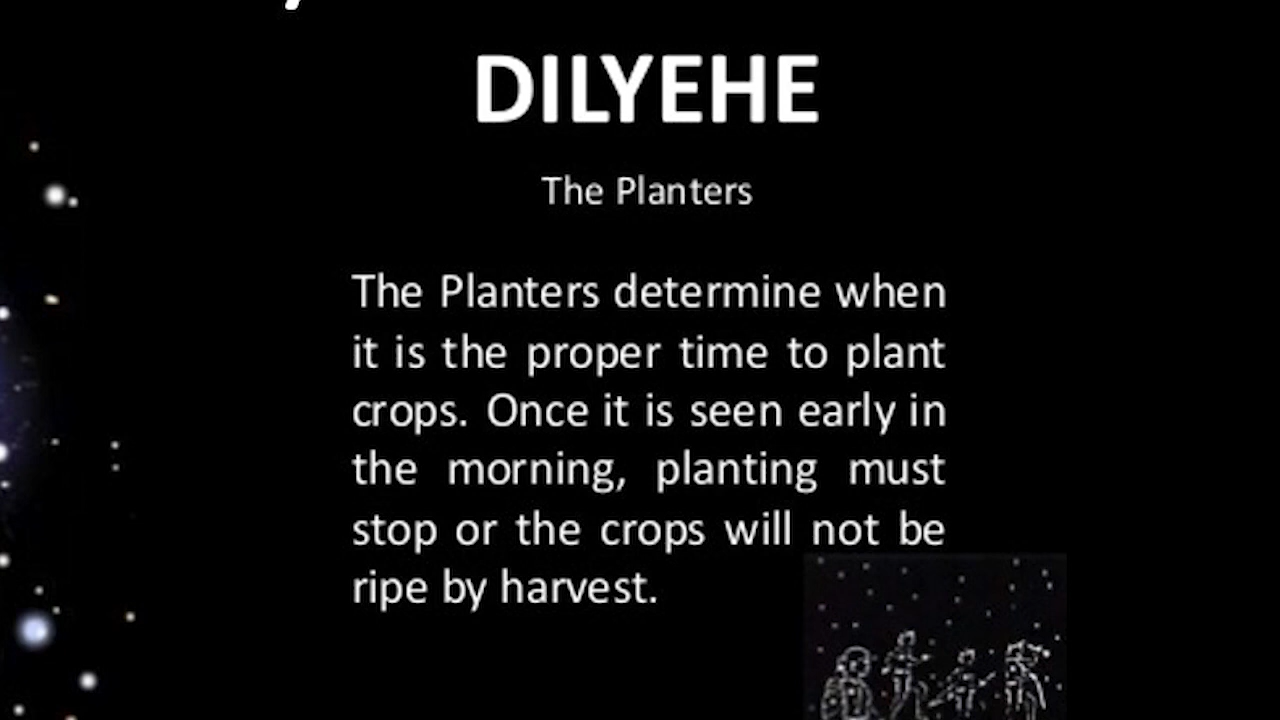 DILYEHE
The Planters
The Planters determine when
it is the proper time to plant
crops. Once it is seen early in
the morning, planting must
stop or the crops will not be
ripe by harvest.